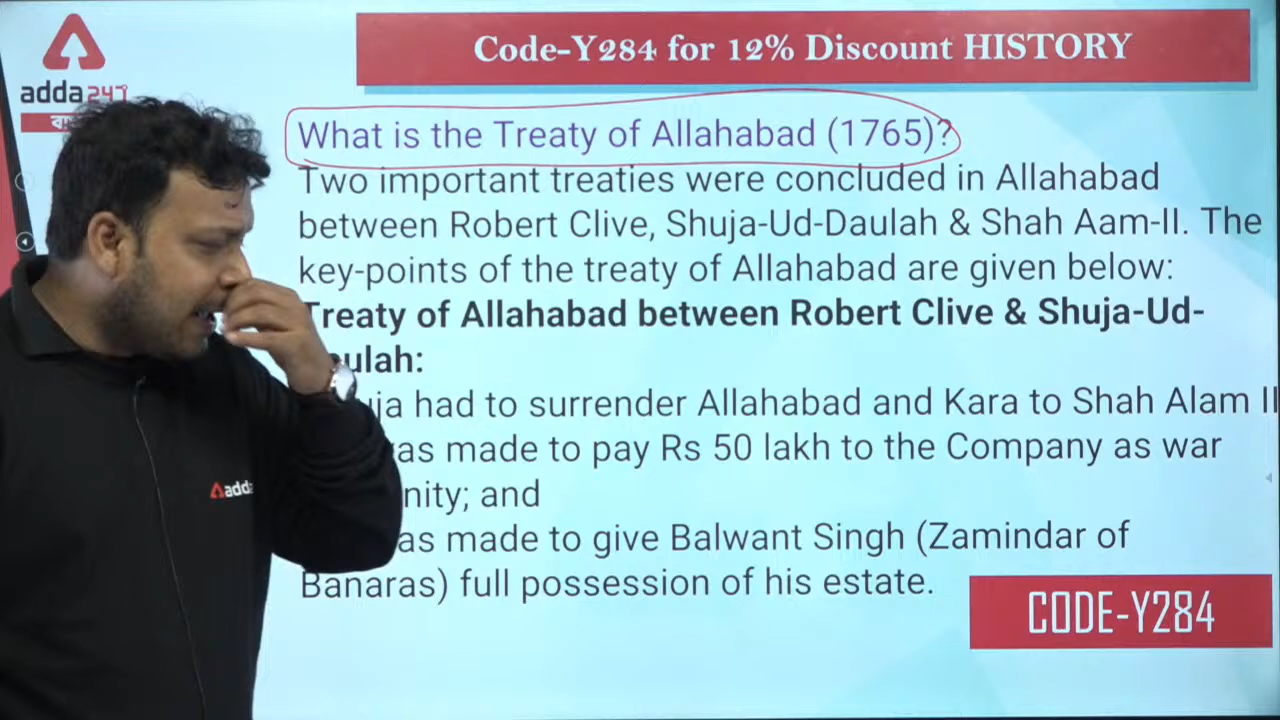 Code-Y284 for 12% Discount HISTORY
adda247
What is the Treaty of Allahabad (1765)?
Two important treaties were concluded in Allahabad
between Robert Clive, Shuja-Ud-Daulah & Shah Aam-II. The
key-points of the treaty of Allahabad are given below:
Treaty of Allahabad between Robert Clive & Shuja-Ud-
aulah:
uja had to surrender Allahabad and Kara to Shah Alam II
as made to pay Rs 50 lakh to the Company as war
nity; and
as made to give Balwant Singh (Zamindar of
Banaras) full possession of his estate.
adda
CODE-Y284